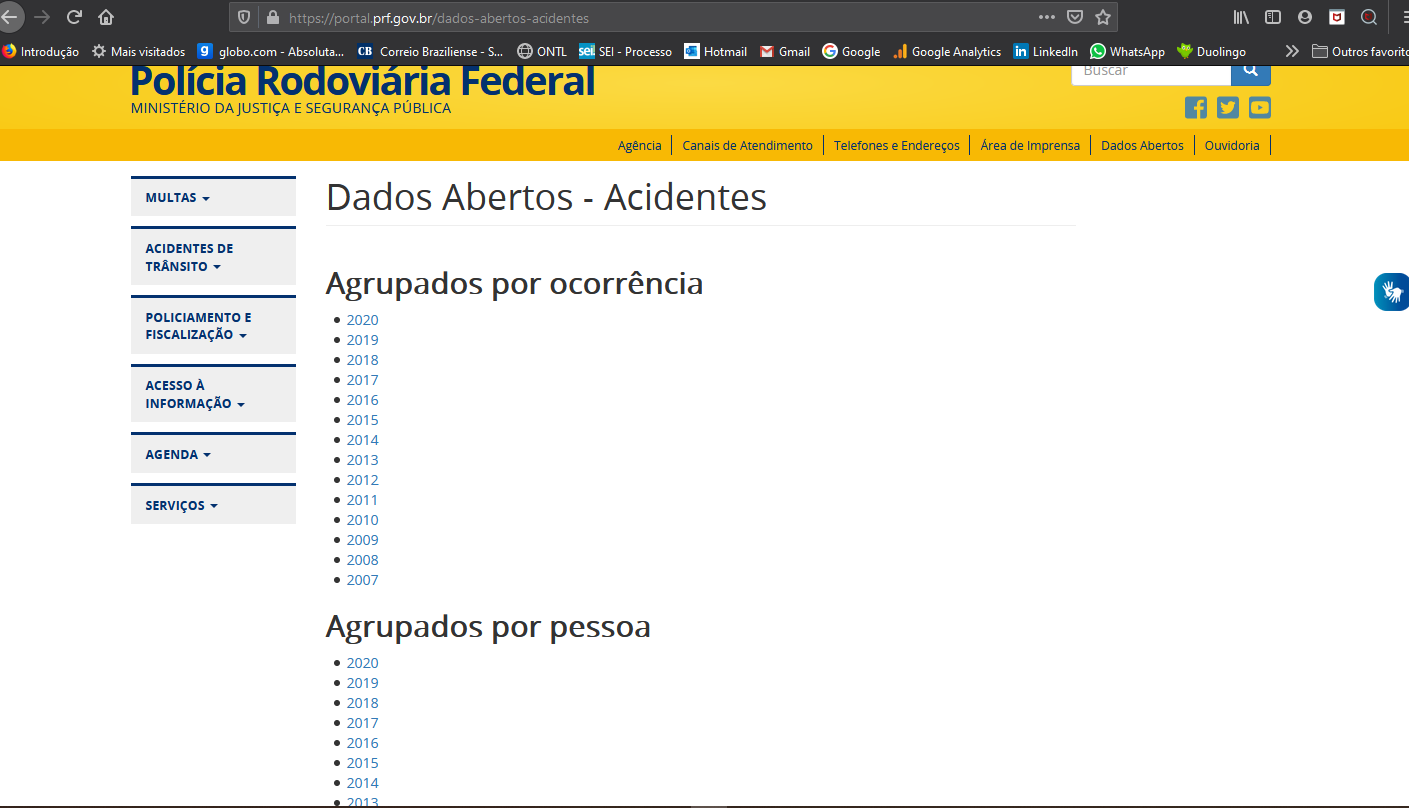 https://portal.prf.gov.br/dados-abertos-acidentes
Introdução Mais visitados globo.com - Absoluta... Correio Braziliense - S... ONTL SEI - Processo Hotmail Gmail Google Google Analytics LinkedIn WhatsApp Duolingo Outros favorito
Polícia Rodoviária Federal
Buscar
MINISTÉRIO DA JUSTIÇA E SEGURANÇA PÚBLICA
Agência Canais de Atendimento Telefones e Endereços Área de Imprensa Dados Abertos Ouvidoria
MULTAS
ACIDENTES DE
TRÂNSITO
POLICIAMENTO E
FISCALIZAÇÃO
ACESSO À
INFORMAÇÃO
AGENDA
SERVIÇOS
Dados Abertos - Acidentes
Agrupados por ocorrência
2020
2019
2018
2017
2016
2015
2014
2013
2012
2011
2010
2009
2008
2007
Agrupados por pessoa
2020
2019
2018
2017
2016
2015
2014
2013